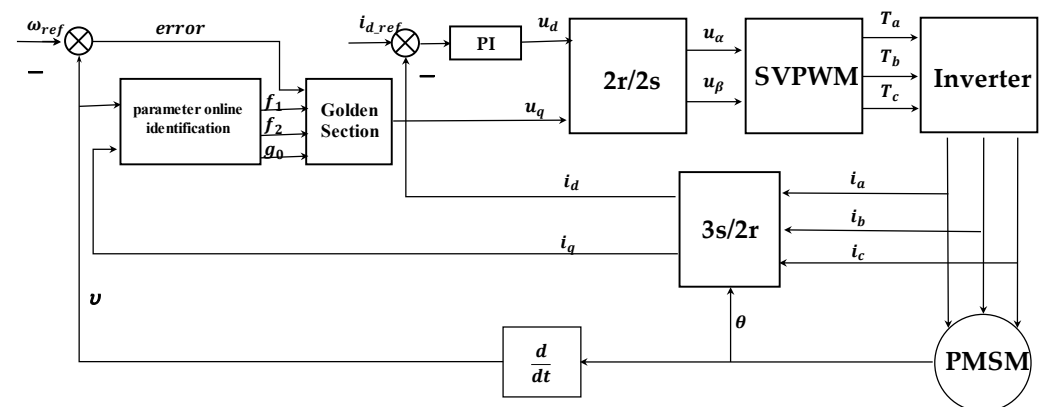 ω_ref
error
i_d_ref
PI
u_d
2r/2s
u_α
u_β
SVPWM
T_a
T_b
T_c
Inverter
−
−
parameter online
identification
f_1
f_2
g_0
Golden
Section
u_q
i_d
i_q
3s/2r
i_a
i_b
i_c
υ
θ
d
dt
PMSM